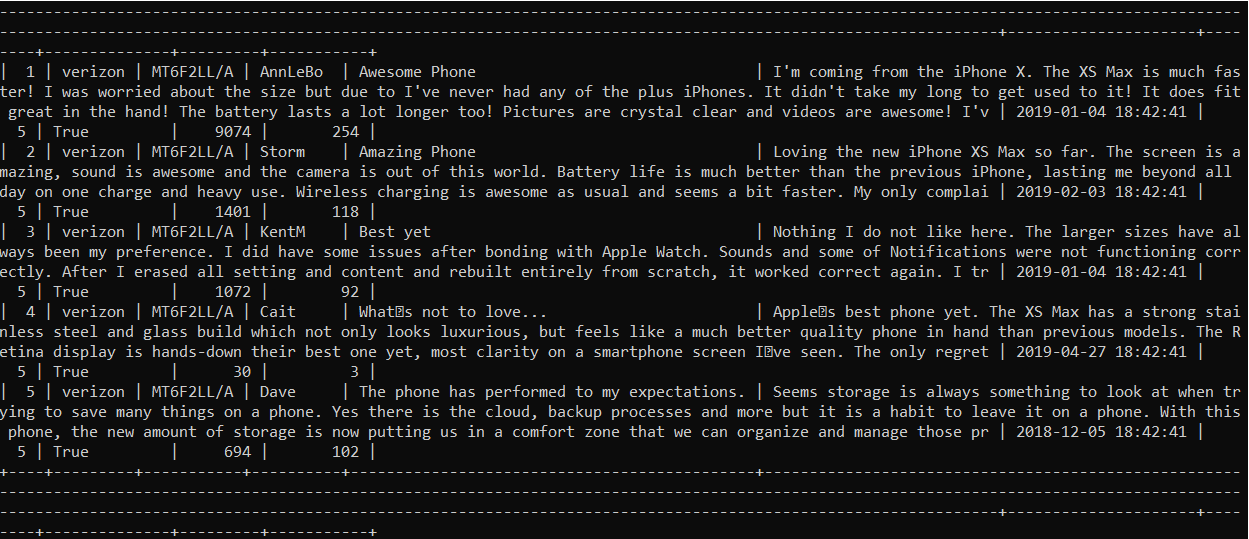 --------------------------------------------------------------------------------------------------------------------------------------------
-----------------------------------------------------------------------------------------------------------------+---------------------+----
----+--------------+---------+-----------+
|  1 | verizon | MT6F2LL/A | AnnLeBo  | Awesome Phone                               | I'm coming from the iPhone X. The XS Max is much fas
ter! I was worried about the size but due to I've never had any of the plus iPhones. It didn't take my long to get used to it! It does fit
 great in the hand! The battery lasts a lot longer too! Pictures are crystal clear and videos are awesome! I'v | 2019-01-04 18:42:41 |
  5 | True         |    9074 |       254 |
|  2 | verizon | MT6F2LL/A | Storm    | Amazing Phone                               | Loving the new iPhone XS Max so far. The screen is a
mazing, sound is awesome and the camera is out of this world. Battery life is much better than the previous iPhone, lasting me beyond all
day on one charge and heavy use. Wireless charging is awesome as usual and seems a bit faster. My only complai | 2019-02-03 18:42:41 |
  5 | True         |    1401 |       118 |
|  3 | verizon | MT6F2LL/A | KentM    | Best yet                                    | Nothing I do not like here. The larger sizes have al
ways been my preference. I did have some issues after bonding with Apple Watch. Sounds and some of Notifications were not functioning corr
ectly. After I erased all setting and content and rebuilt entirely from scratch, it worked correct again. I tr | 2019-01-04 18:42:41 |
  5 | True         |    1072 |        92 |
|  4 | verizon | MT6F2LL/A | Cait     | What□s not to love...                       | Apple□s best phone yet. The XS Max has a strong stai
nless steel and glass build which not only looks luxurious, but feels like a much better quality phone in hand than previous models. The R
etina display is hands-down their best one yet, most clarity on a smartphone screen I□ve seen. The only regret | 2019-04-27 18:42:41 |
  5 | True         |      30 |         3 |
|  5 | verizon | MT6F2LL/A | Dave     | The phone has performed to my expectations. | Seems storage is always something to look at when tr
ying to save many things on a phone. Yes there is the cloud, backup processes and more but it is a habit to leave it on a phone. With this
 phone, the new amount of storage is now putting us in a comfort zone that we can organize and manage those pr | 2018-12-05 18:42:41 |
  5 | True         |     694 |       102 |
+----+---------+-----------+----------+---------------------------------------------+------------------------------------------------------
--------------------------------------------------------------------------------------------------------------------------------------------
-----------------------------------------------------------------------------------------------------------------+---------------------+----
----+--------------+---------+-----------+